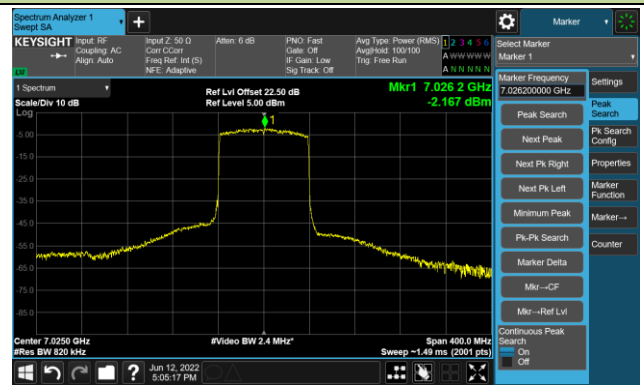 Spectrum Analyzer 1
Swept SA
+
Marker
KEYSIGHT
Input: RF
Coupling: AC
Align: Auto
Input Z: 50 Ω
Corr CCorr
Freq Ref: Int (S)
NFE: Adaptive
Atten: 6 dB
PNO: Fast
Gate: Off
IF Gain: Low
Sig Track: Off
Avg Type: Power (RMS)
Avg|Hold: 100/100
Trig: Free Run
1 2 3 4 5 6
A W W W W W
A N N N N N
Select Marker
Marker 1
1 Spectrum
Scale/Div 10 dB
Log
Ref Lvl Offset 22.50 dB
Ref Level 5.00 dBm
Mkr1 7.026 2 GHz
-2.167 dBm
1
-5.00
-15.0
-25.0
-35.0
-45.0
-55.0
-65.0
-75.0
-85.0
Center 7.0250 GHz
#Res BW 820 kHz
#Video BW 2.4 MHz*
Span 400.0 MHz
Sweep ~1.49 ms (2001 pts)
Marker Frequency
7.026200000 GHz
Peak Search
Next Peak
Next Pk Right
Next Pk Left
Minimum Peak
Pk-Pk Search
Marker Delta
Mkr→CF
Mkr→Ref Lvl
Continuous Peak
Search
On
Off
Settings
Peak
Search
Pk Search
Config
Properties
Marker
Function
Marker→
Counter
?
Jun 12, 2022
5:05:17 PM